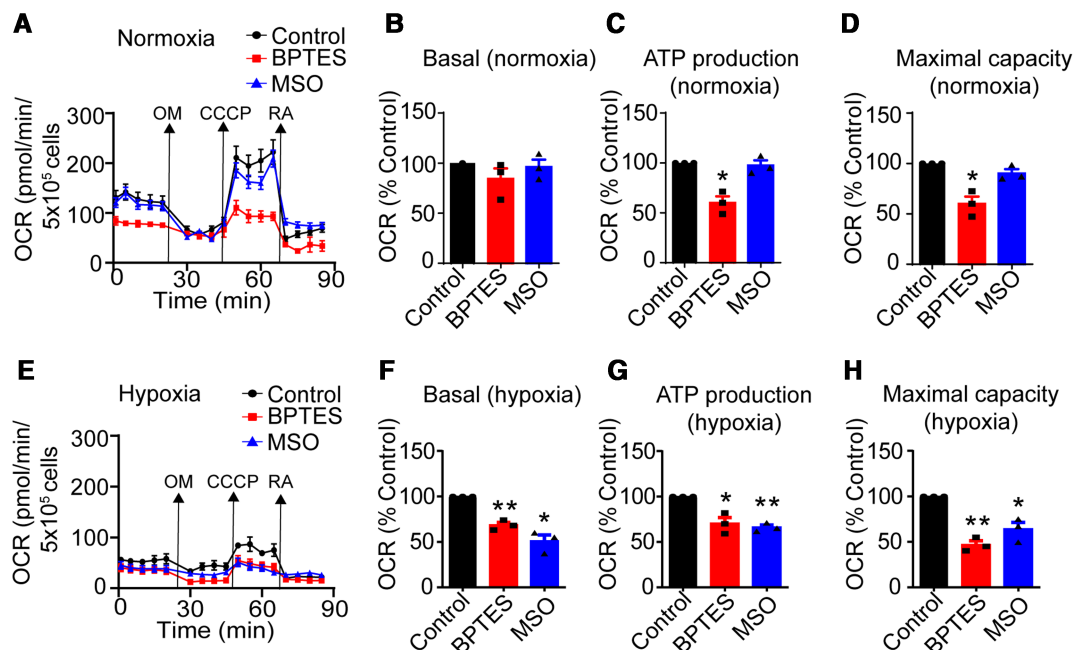 A
Normoxia
Control
BPTES
MSO
OCR (pmol/min/
5x10⁵ cells
300
200
100
0
OM
CCCP
RA
0
30
60
90
Time (min)
B
Basal (normoxia)
OCR (% Control)
150
100
50
0
Control
BPTES
MSO
C
ATP production
(normoxia)
OCR (% Control)
150
100
50
0
*
Control
BPTES
MSO
D
Maximal capacity
(normoxia)
OCR (% Control)
150
100
50
0
*
Control
BPTES
MSO
E
Hypoxia
Control
BPTES
MSO
OCR (pmol/min/
5x10⁵ cells
300
200
100
0
OM
CCCP
RA
0
30
60
90
Time (min)
F
Basal (hypoxia)
OCR (% Control)
150
100
50
0
**
*
Control
BPTES
MSO
G
ATP production
(hypoxia)
OCR (% Control)
150
100
50
0
*
**
Control
BPTES
MSO
H
Maximal capacity
(hypoxia)
OCR (% Control)
150
100
50
0
**
*
Control
BPTES
MSO